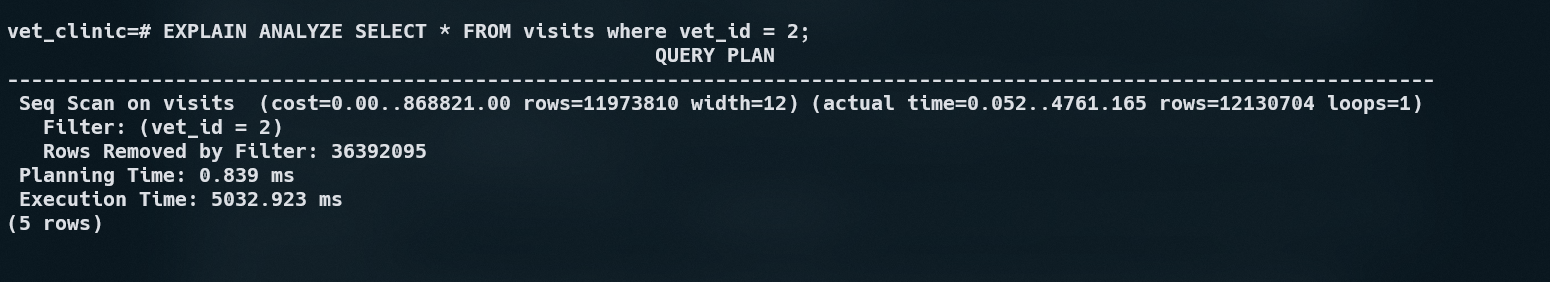 vet_clinic=# EXPLAIN ANALYZE SELECT * FROM visits where vet_id = 2;
QUERY PLAN
-----------------------------------------------------------------------------------------------------------------------
Seq Scan on visits  (cost=0.00..868821.00 rows=11973810 width=12) (actual time=0.052..4761.165 rows=12130704 loops=1)
Filter: (vet_id = 2)
Rows Removed by Filter: 36392095
Planning Time: 0.839 ms
Execution Time: 5032.923 ms
(5 rows)